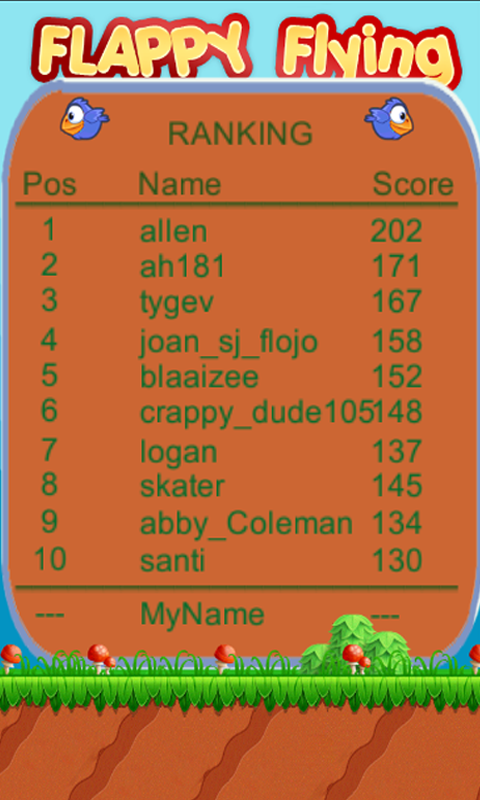 FLAPPY Flying
RANKING
Pos Name Score
1 allen 202
2 ah181 171
3 tygev 167
4 joan_sj_flojo 158
5 blaaizee 152
6 crappy_dude105 148
7 logan 137
8 skater 145
9 abby_Coleman 134
10 santi 130
--- MyName ---